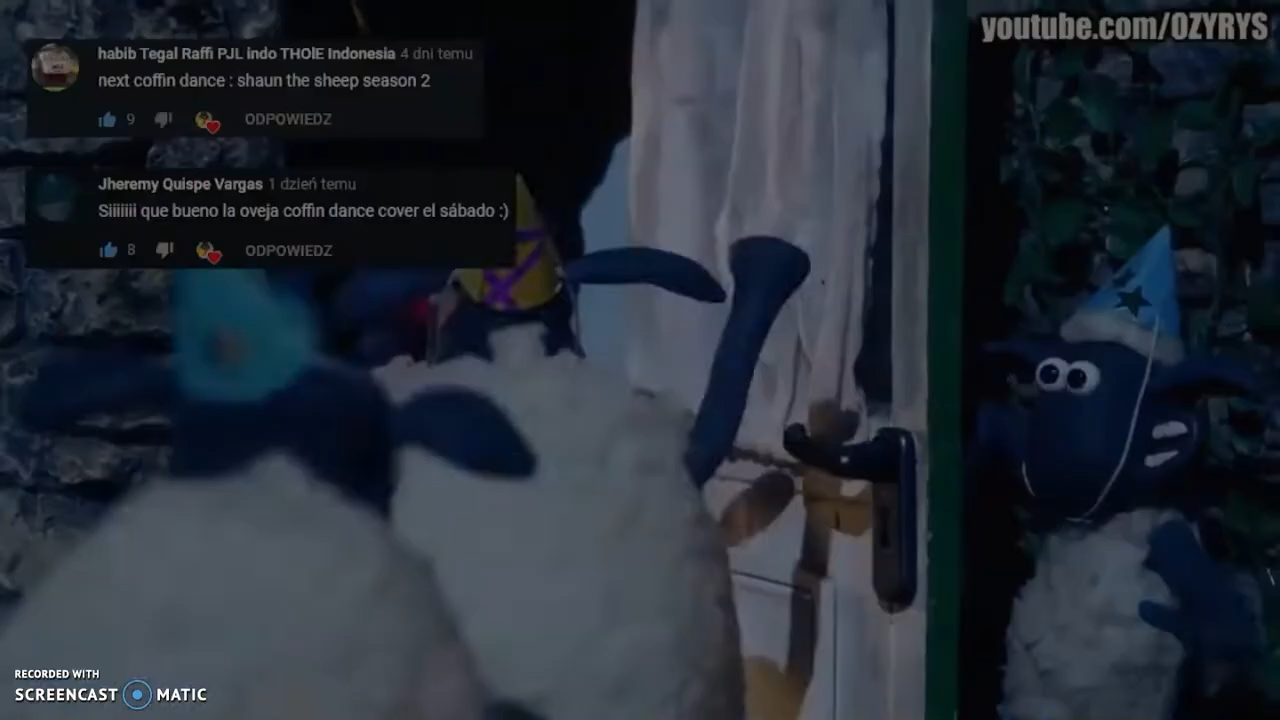 youtube.com/OZYRYS
habib Tegal Raffi PJL indo THOlE Indonesia 4 dni temu
next coffin dance : shaun the sheep season 2
9 ODPOWIEDZ
Jheremy Quispe Vargas 1 dzień temu
Siiiiiii que bueno la oveja coffin dance cover el sábado :)
8 ODPOWIEDZ
RECORDED WITH
SCREENCAST MATIC